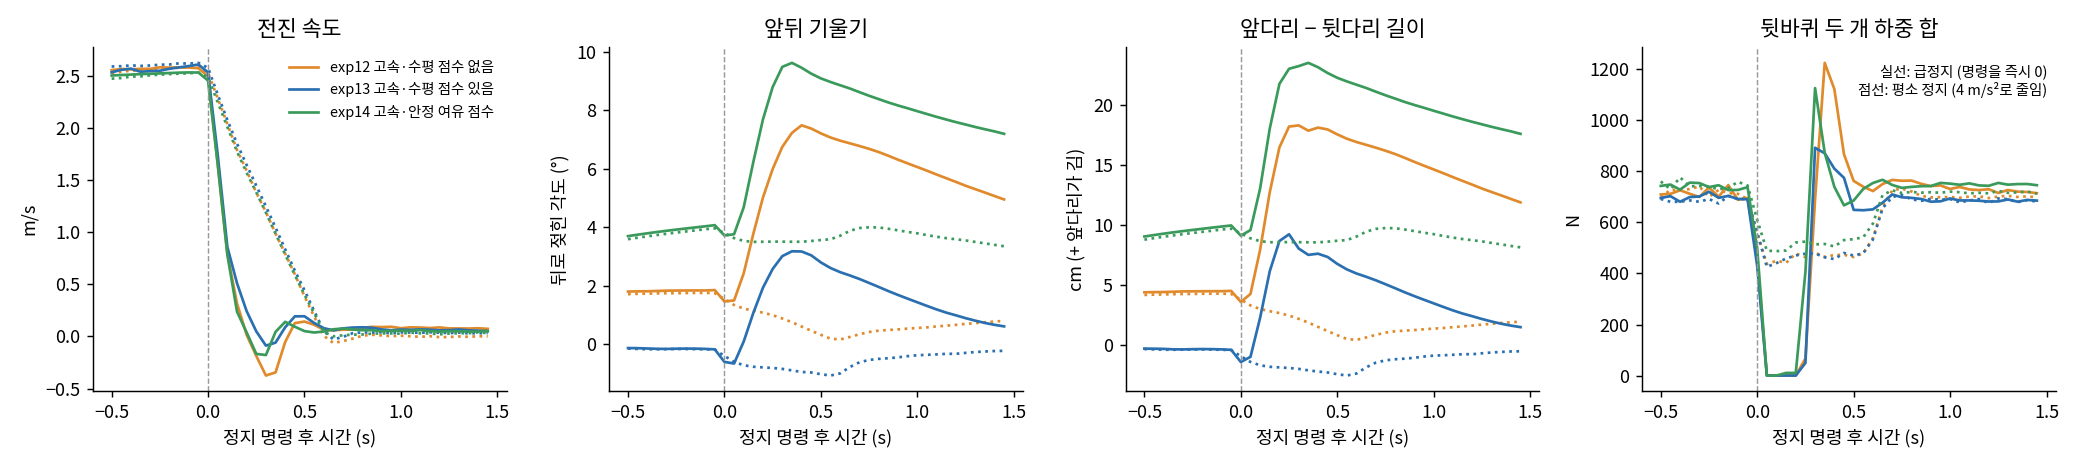 전진 속도
m/s
2.5
2.0
1.5
1.0
0.5
0.0
−0.5
exp12 고속·수평 점수 없음
exp13 고속·수평 점수 있음
exp14 고속·안정 여유 점수
−0.5
0.0
0.5
1.0
1.5
정지 명령 후 시간 (s)
앞뒤 기울기
뒤로 젖힌 각도 (°)
10
8
6
4
2
0
−0.5
0.0
0.5
1.0
1.5
정지 명령 후 시간 (s)
앞다리 − 뒷다리 길이
cm (+ 앞다리가 김)
20
15
10
5
0
−0.5
0.0
0.5
1.0
1.5
정지 명령 후 시간 (s)
뒷바퀴 두 개 하중 합
N
1200
1000
800
600
400
200
0
실선: 급정지 (명령을 즉시 0)
점선: 평소 정지 (4 m/s²로 줄임)
−0.5
0.0
0.5
1.0
1.5
정지 명령 후 시간 (s)